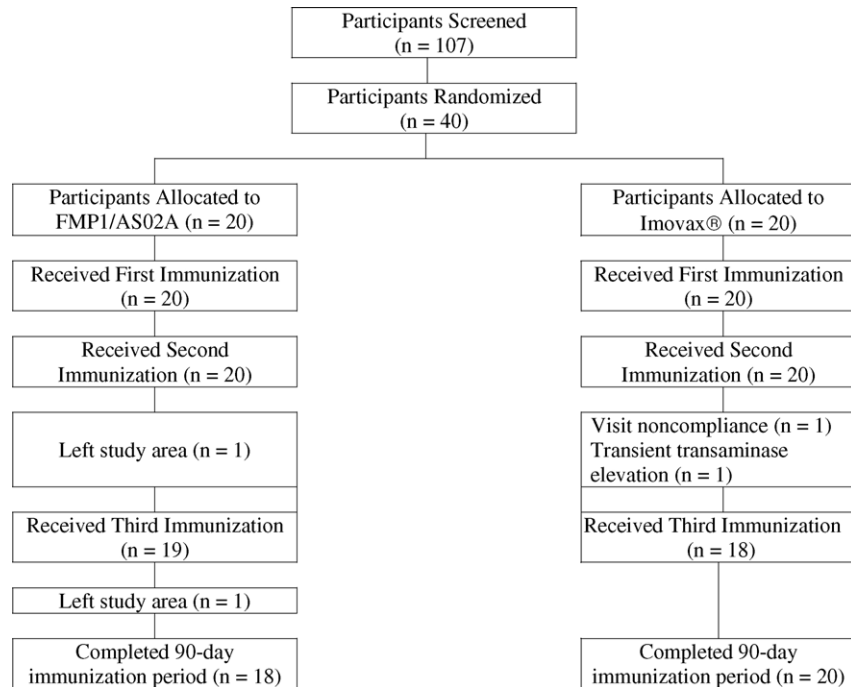 Participants Screened
(n = 107)
Participants Randomized
(n = 40)
Participants Allocated to
FMP1/AS02A (n = 20)
Received First Immunization
(n = 20)
Received Second
Immunization (n = 20)
Left study area (n = 1)
Received Third Immunization
(n = 19)
Left study area (n = 1)
Completed 90-day
immunization period (n = 18)
Participants Allocated to
Imovax® (n = 20)
Received First Immunization
(n = 20)
Received Second
Immunization (n = 20)
Visit noncompliance (n = 1)
Transient transaminase
elevation (n = 1)
Received Third Immunization
(n = 18)
Completed 90-day
immunization period (n = 20)